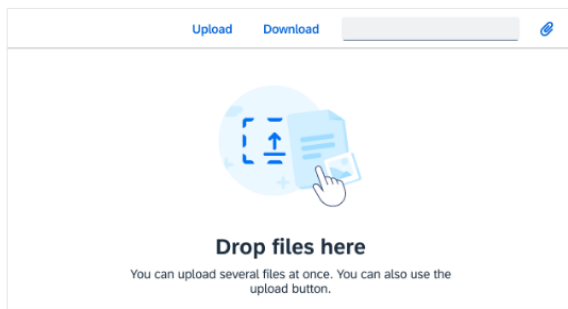 Upload Download
Drop files here
You can upload several files at once. You can also use the
upload button.